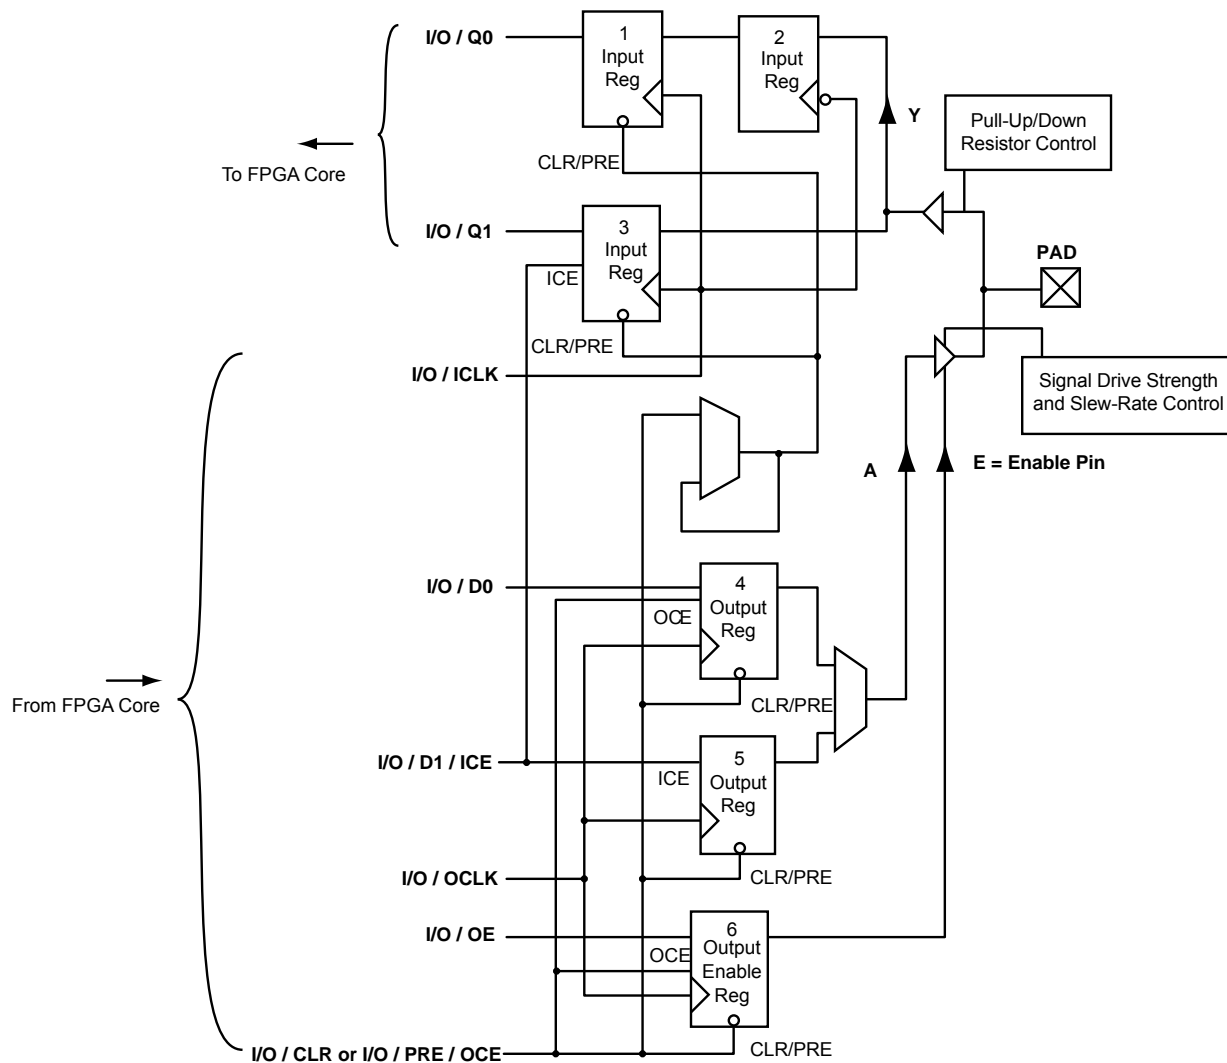 I/O / Q0
1
Input
Reg
2
Input
Reg
Y
Pull-Up/Down
Resistor Control
CLR/PRE
To FPGA Core
I/O / Q1
3
Input
Reg
ICE
PAD
CLR/PRE
I/O / ICLK
Signal Drive Strength
and Slew-Rate Control
A
E = Enable Pin
I/O / D0
4
Output
Reg
OCE
CLR/PRE
From FPGA Core
I/O / D1 / ICE
5
Output
Reg
ICE
CLR/PRE
I/O / OCLK
I/O / OE
6
Output
Enable
Reg
OCE
I/O / CLR or I/O / PRE / OCE
CLR/PRE